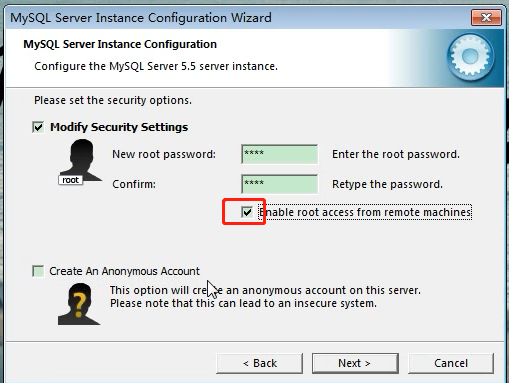 MySQL Server Instance Configuration Wizard
MySQL Server Instance Configuration
Configure the MySQL Server 5.5 server instance.
Please set the security options.
Modify Security Settings
root
New root password: **** Enter the root password.
Confirm: **** Retype the password.
Enable root access from remote machines
Create An Anonymous Account
?
This option will create an anonymous account on this server.
Please note that this can lead to an insecure system.
< Back Next > Cancel